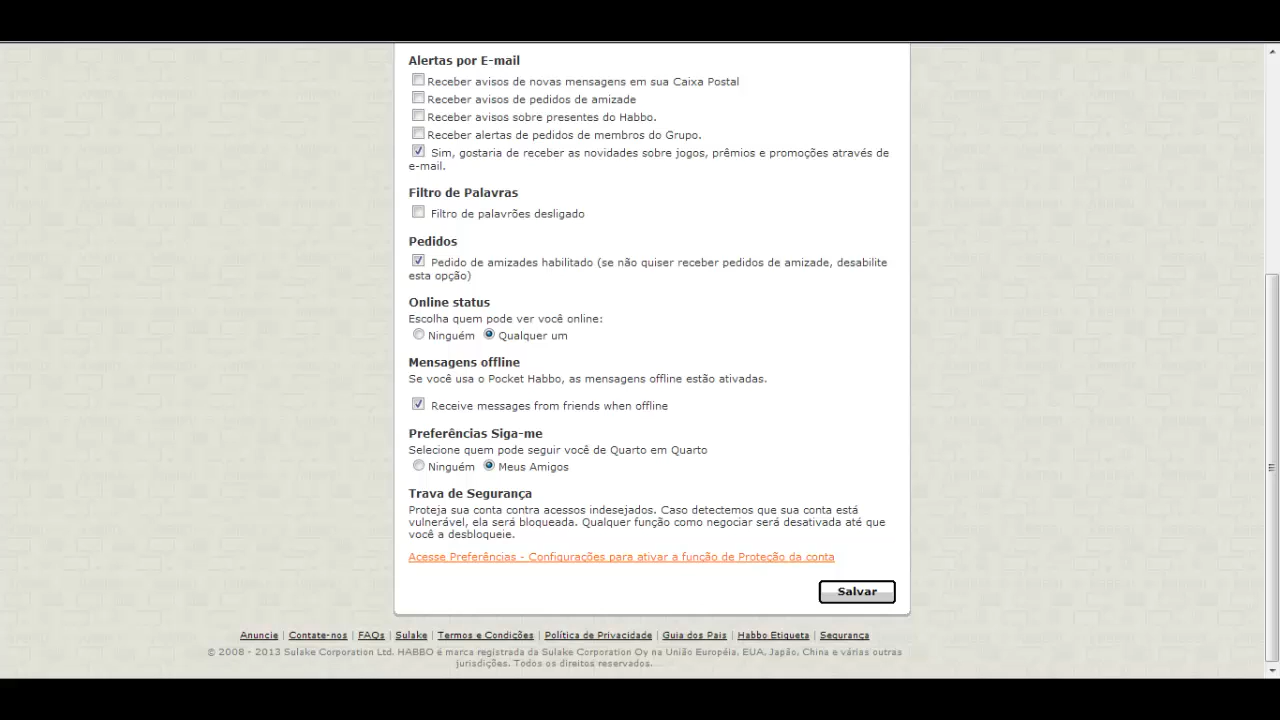 Alertas por E-mail
Receber avisos de novas mensagens em sua Caixa Postal
Receber avisos de pedidos de amizade
Receber avisos sobre presentes do Habbo.
Receber alertas de pedidos de membros do Grupo.
Sim, gostaria de receber as novidades sobre jogos, prêmios e promoções através de
e-mail.
Filtro de Palavras
Filtro de palavrões desligado
Pedidos
Pedido de amizades habilitado (se não quiser receber pedidos de amizade, desabilite
esta opção)
Online status
Escolha quem pode ver você online:
Ninguém Qualquer um
Mensagens offline
Se você usa o Pocket Habbo, as mensagens offline estão ativadas.
Receive messages from friends when offline
Preferências Siga-me
Selecione quem pode seguir você de Quarto em Quarto
Ninguém Meus Amigos
Trava de Segurança
Proteja sua conta contra acessos indesejados. Caso detectemos que sua conta está
vulnerável, ela será bloqueada. Qualquer função como negociar será desativada até que
você a desbloqueie.
Acesse Preferências - Configurações para ativar a função de Proteção da conta
Salvar
Anuncie | Contate-nos | FAQs | Sulake | Termos e Condições | Política de Privacidade | Guia dos Pais | Habbo Etiqueta | Segurança
© 2008 - 2013 Sulake Corporation Ltd. HABBO é marca registrada da Sulake Corporation Oy na União Européia, EUA, Japão, China e várias outras
jurisdições. Todos os direitos reservados.